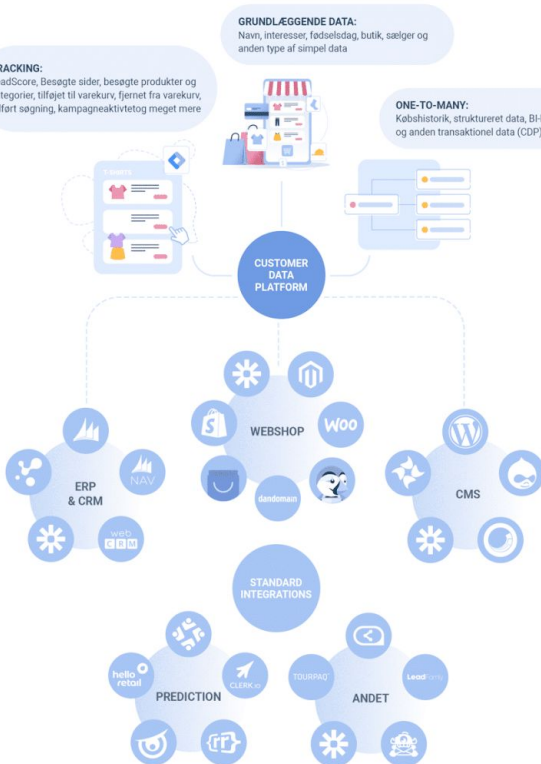 GRUNDLÆGGENDE DATA:
Navn, interesser, fødselsdag, butik, sælger og
anden type af simpel data
RACKING:
adScore, Besøgte sider, besøgte produkter og
tegorier, tilføjet til varekurv, fjernet fra varekurv,
ført søgning, kampagneaktivtetog meget mere
ONE-TO-MANY:
Købshistorik, struktureret data, BI-
og anden transaktionel data (CDP)
T-SHIRTS
CUSTOMER
DATA
PLATFORM
WEBSHOP
WOO
dandomain
ERP
& CRM
NAV
web
CRM
CMS
STANDARD
INTEGRATIONS
PREDICTION
hello
retail
CLERK.IO
{rr}
ANDET
TOURPAQ